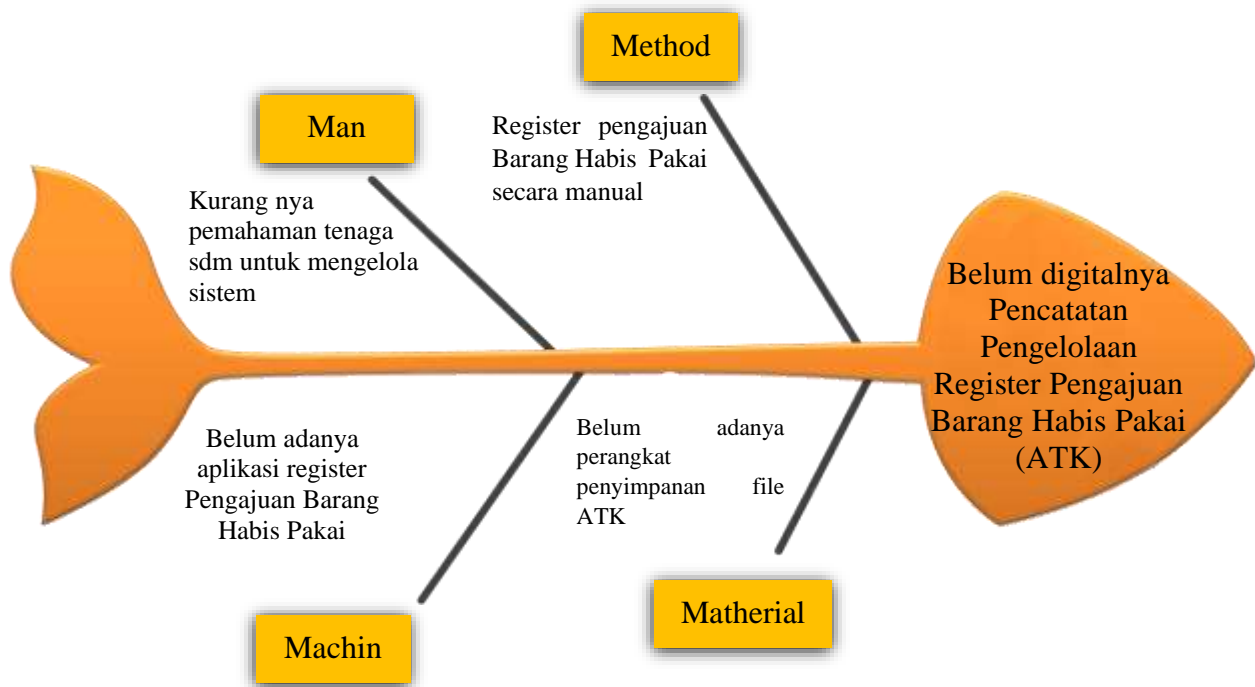 Method
Man
Register pengajuan
Barang Habis Pakai
secara manual
Kurang nya
pemahaman tenaga
sdm untuk mengelola
sistem
Belum digitalnya
Pencatatan
Pengelolaan
Register Pengajuan
Barang Habis Pakai
(ATK)
Belum adanya
aplikasi register
Pengajuan Barang
Habis Pakai
Belum adanya
perangkat
penyimpanan file
ATK
Matherial
Machin